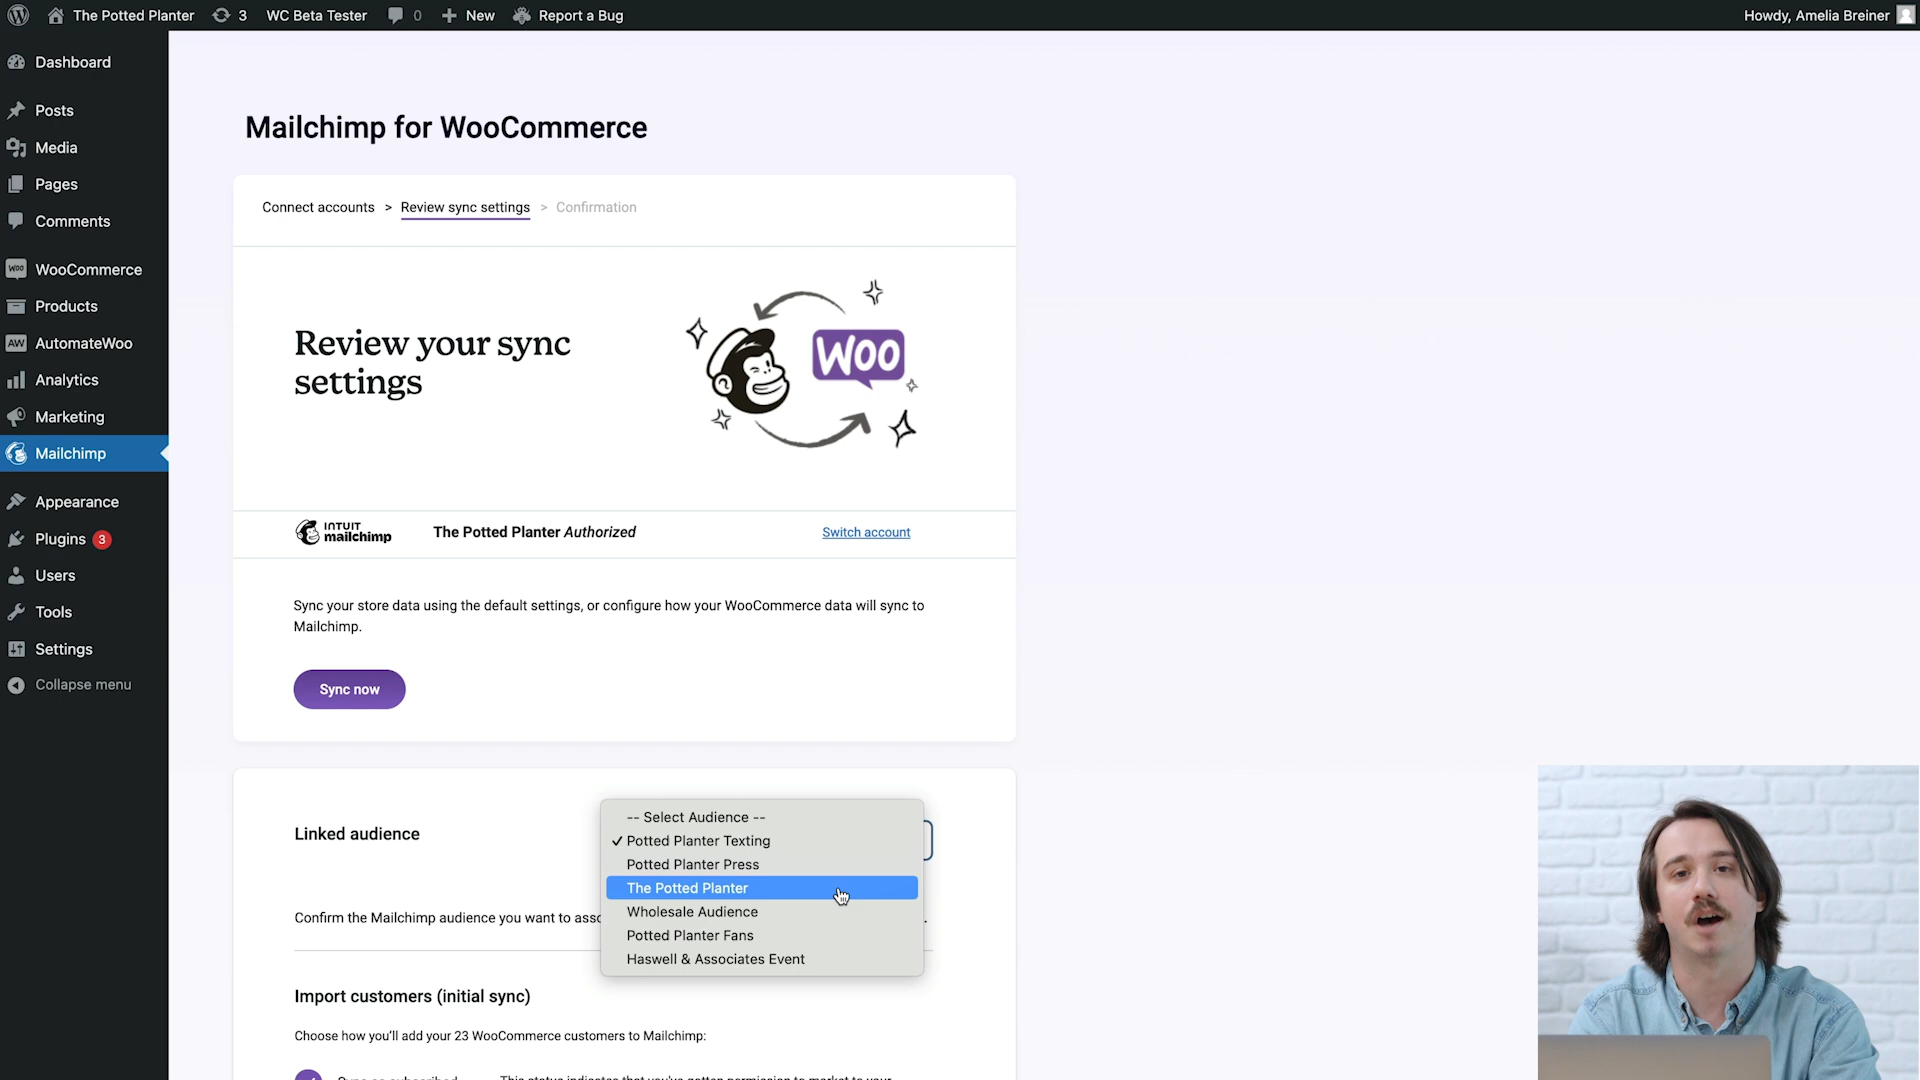 The Potted Planter 3 WC Beta Tester 0 New Report a Bug Howdy, Amelia Breiner
Dashboard
Posts
Media
Pages
Comments
WooCommerce
Products
AutomateWoo
Analytics
Marketing
Mailchimp
Appearance
Plugins 3
Users
Tools
Settings
Collapse menu
Mailchimp for WooCommerce
Connect accounts > Review sync settings > Confirmation
Review your sync
settings
WOO
INTUIT
mailchimp
The Potted Planter Authorized
Switch account
Sync your store data using the default settings, or configure how your WooCommerce data will sync to
Mailchimp.
Sync now
Linked audience
-- Select Audience --
✓ Potted Planter Texting
Potted Planter Press
The Potted Planter
Wholesale Audience
Potted Planter Fans
Haswell & Associates Event
Confirm the Mailchimp audience you want to asso
Import customers (initial sync)
Choose how you'll add your 23 WooCommerce customers to Mailchimp: